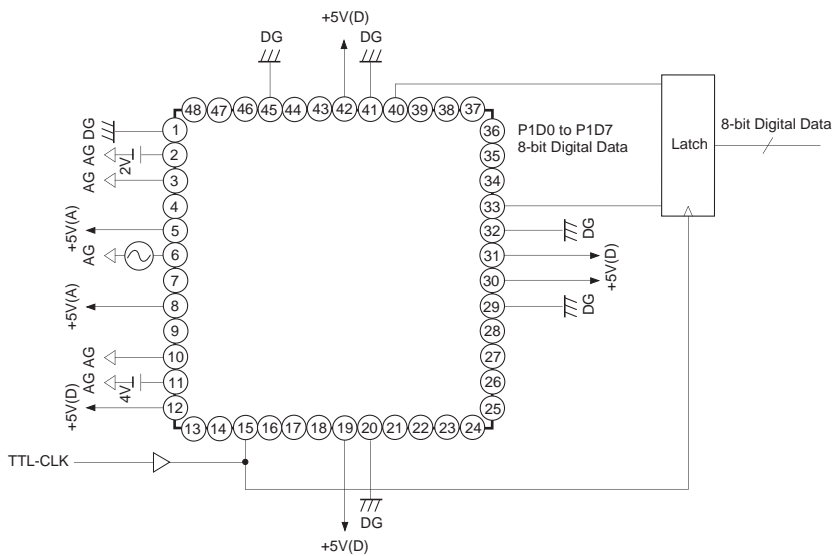 +5V(D)
DG
DG
48 47 46 45 44 43 42 41 40 39 38 37
DG
1
AG
2V
2
AG
3
4
+5V(A)
5
AG
6
7
+5V(A)
8
9
AG
10
AG
4V
11
+5V(D)
12
36
35
34
33
32
31
30
29
28
27
26
25
P1D0 to P1D7
8-bit Digital Data
Latch
8-bit Digital Data
DG
+5V(D)
DG
13 14 15 16 17 18 19 20 21 22 23 24
TTL-CLK
DG
+5V(D)